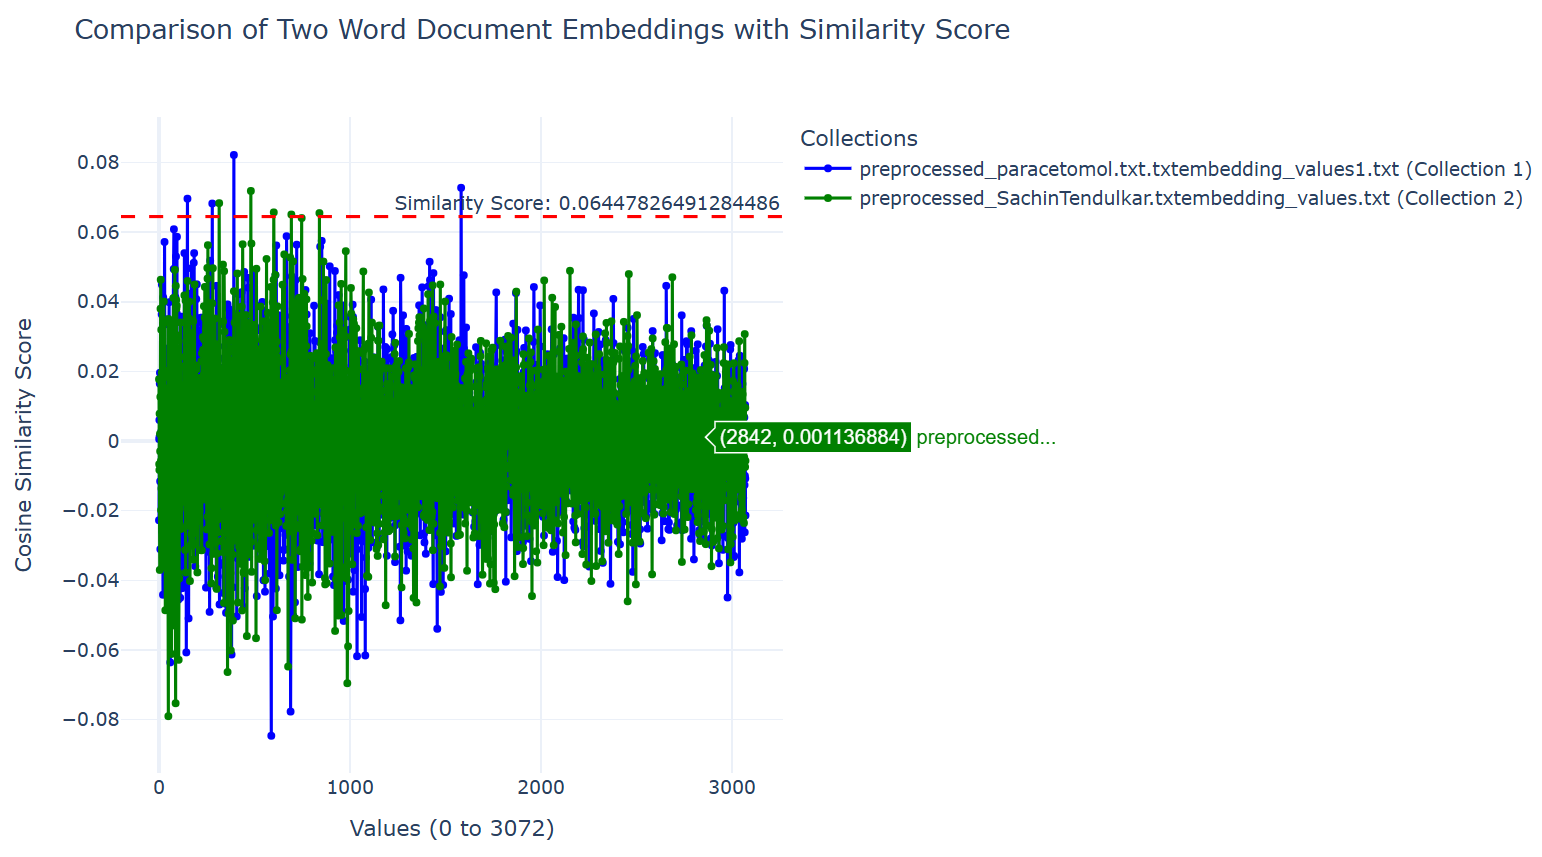 Comparison of Two Word Document Embeddings with Similarity Score
Collections
preprocessed_paracetomol.txt.txtembedding_values1.txt (Collection 1)
preprocessed_SachinTendulkar.txtembedding_values.txt (Collection 2)
Similarity Score: 0.06447826491284486
Cosine Similarity Score
0.08
0.06
0.04
0.02
0
−0.02
−0.04
−0.06
−0.08
(2842, 0.001136884) preprocessed...
0 1000 2000 3000
Values (0 to 3072)